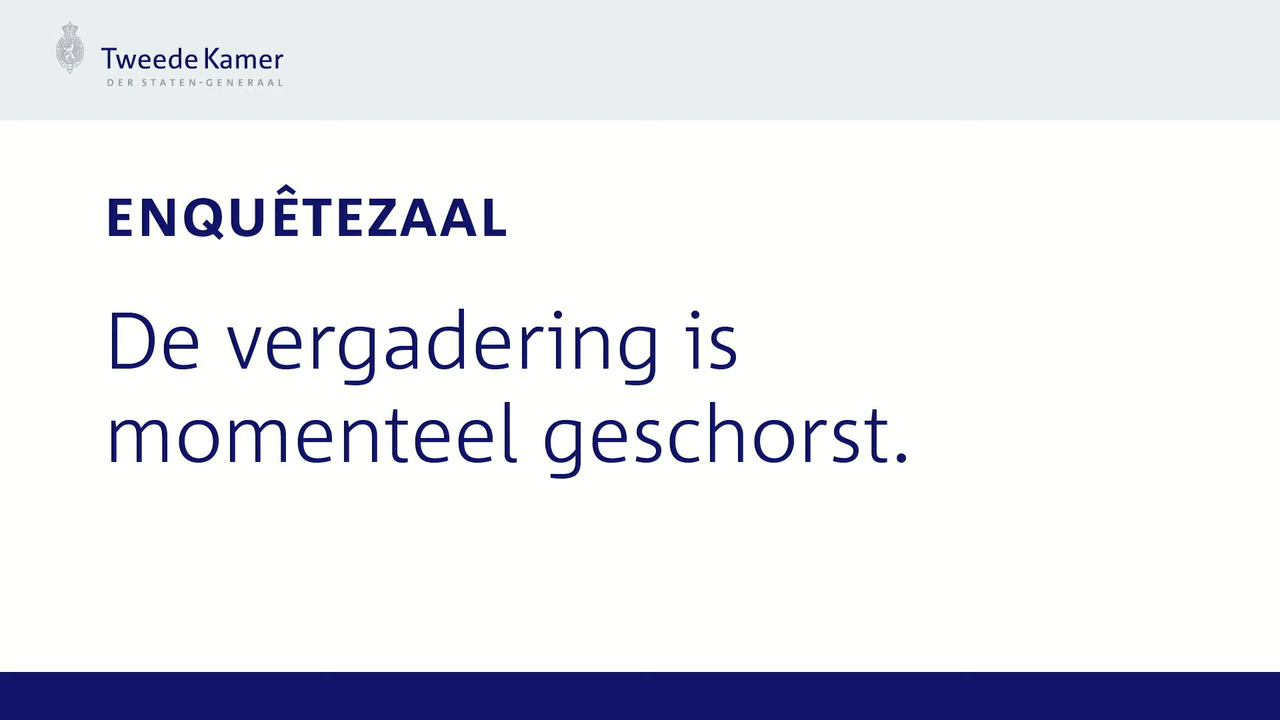 Tweede Kamer
DER STATEN-GENERAAL
ENQUÊTEZAAL
De vergadering is
momenteel geschorst.